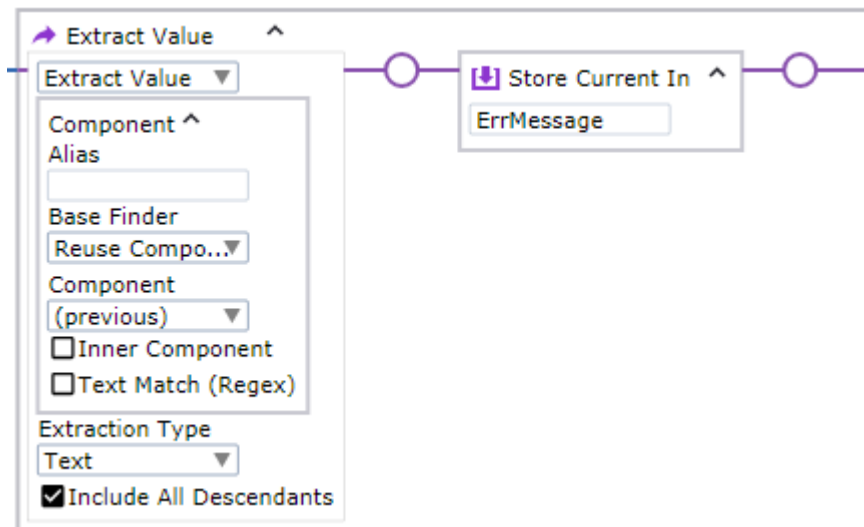 Extract Value
Extract Value
Component
Alias
Base Finder
Reuse Compo...
Component
(previous)
Inner Component
Text Match (Regex)
Extraction Type
Text
Include All Descendants
Store Current In
ErrMessage